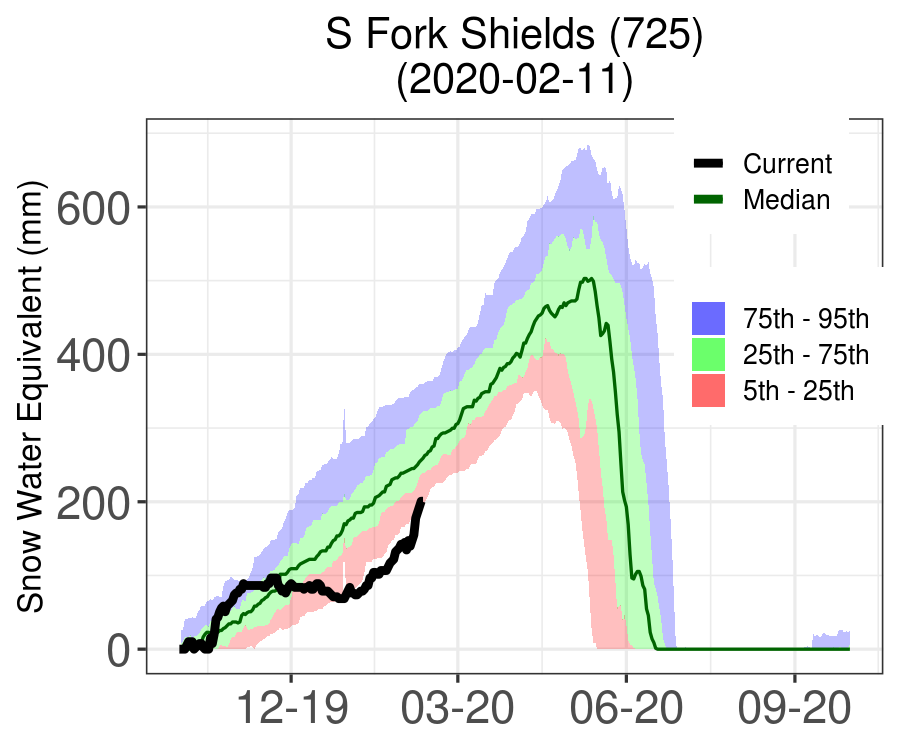 S Fork Shields (725)
(2020-02-11)
Snow Water Equivalent (mm)
600
400
200
0
12-19
03-20
06-20
09-20
Current
Median
75th - 95th
25th - 75th
5th - 25th